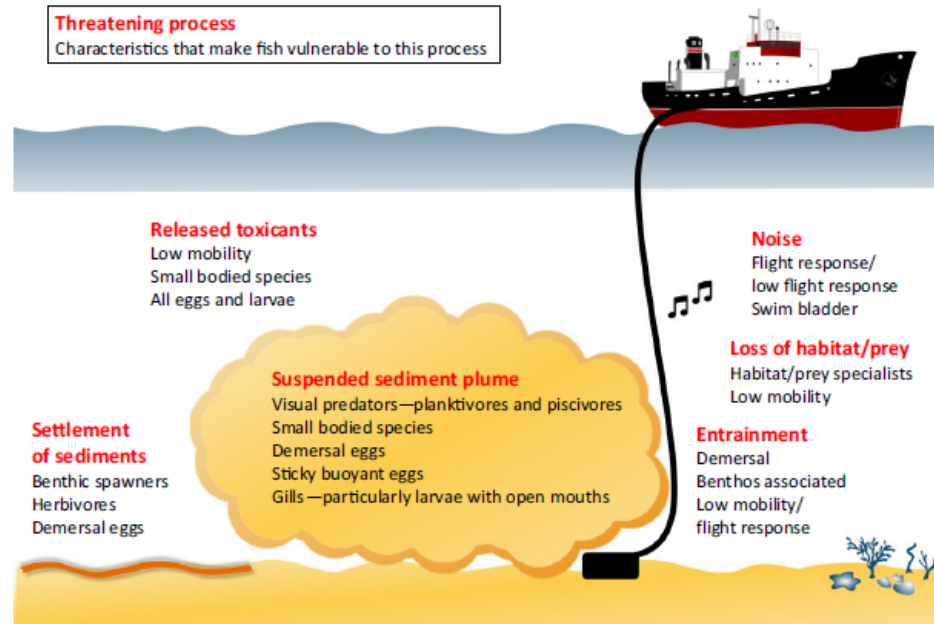 Threatening process
Characteristics that make fish vulnerable to this process
Released toxicants
Low mobility
Small bodied species
All eggs and larvae
Noise
Flight response/
low flight response
Swim bladder
Loss of habitat/prey
Habitat/prey specialists
Low mobility
Suspended sediment plume
Visual predators—planktivores and piscivores
Small bodied species
Demersal eggs
Sticky buoyant eggs
Gills—particularly larvae with open mouths
Settlement
of sediments
Benthic spawners
Herbivores
Demersal eggs
Entrainment
Demersal
Benthos associated
Low mobility/
flight response